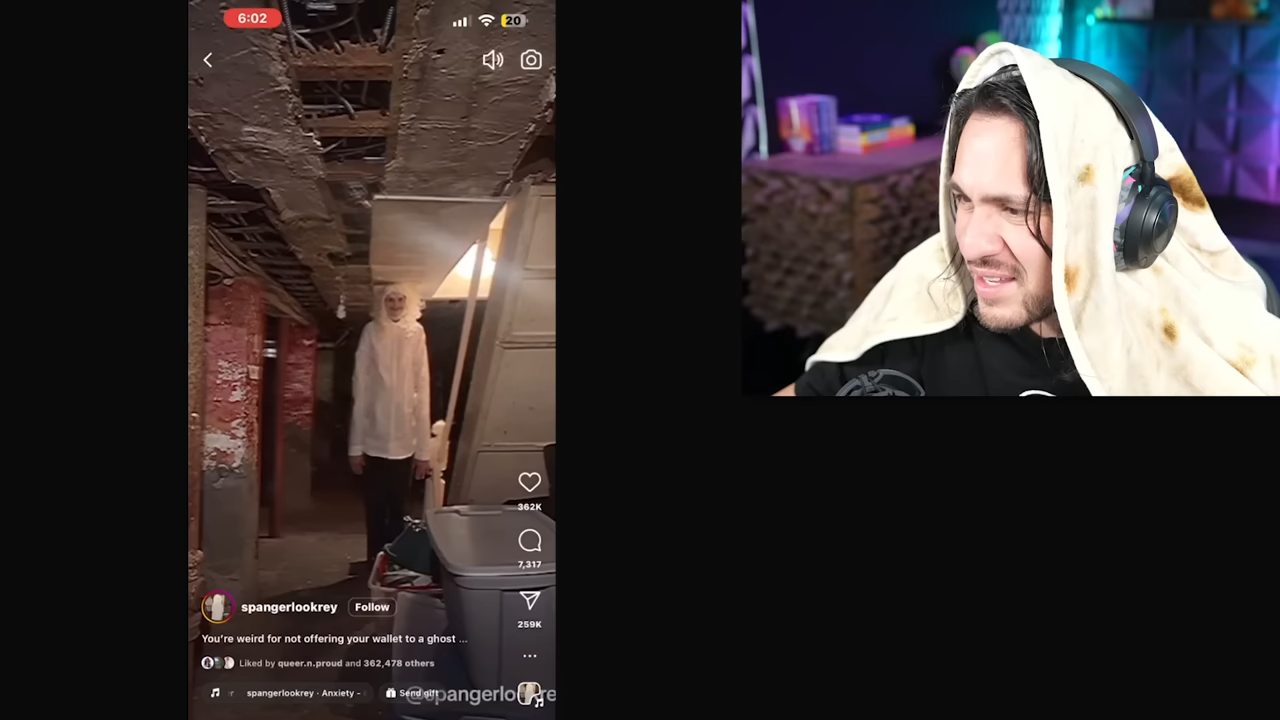 6:02
20
362K
7,317
spangerlookrey
Follow
259K
You're weird for not offering your wallet to a ghost ...
Liked by queer.n.proud and 362,478 others
spangerlookrey · Anxiety -
Send gift